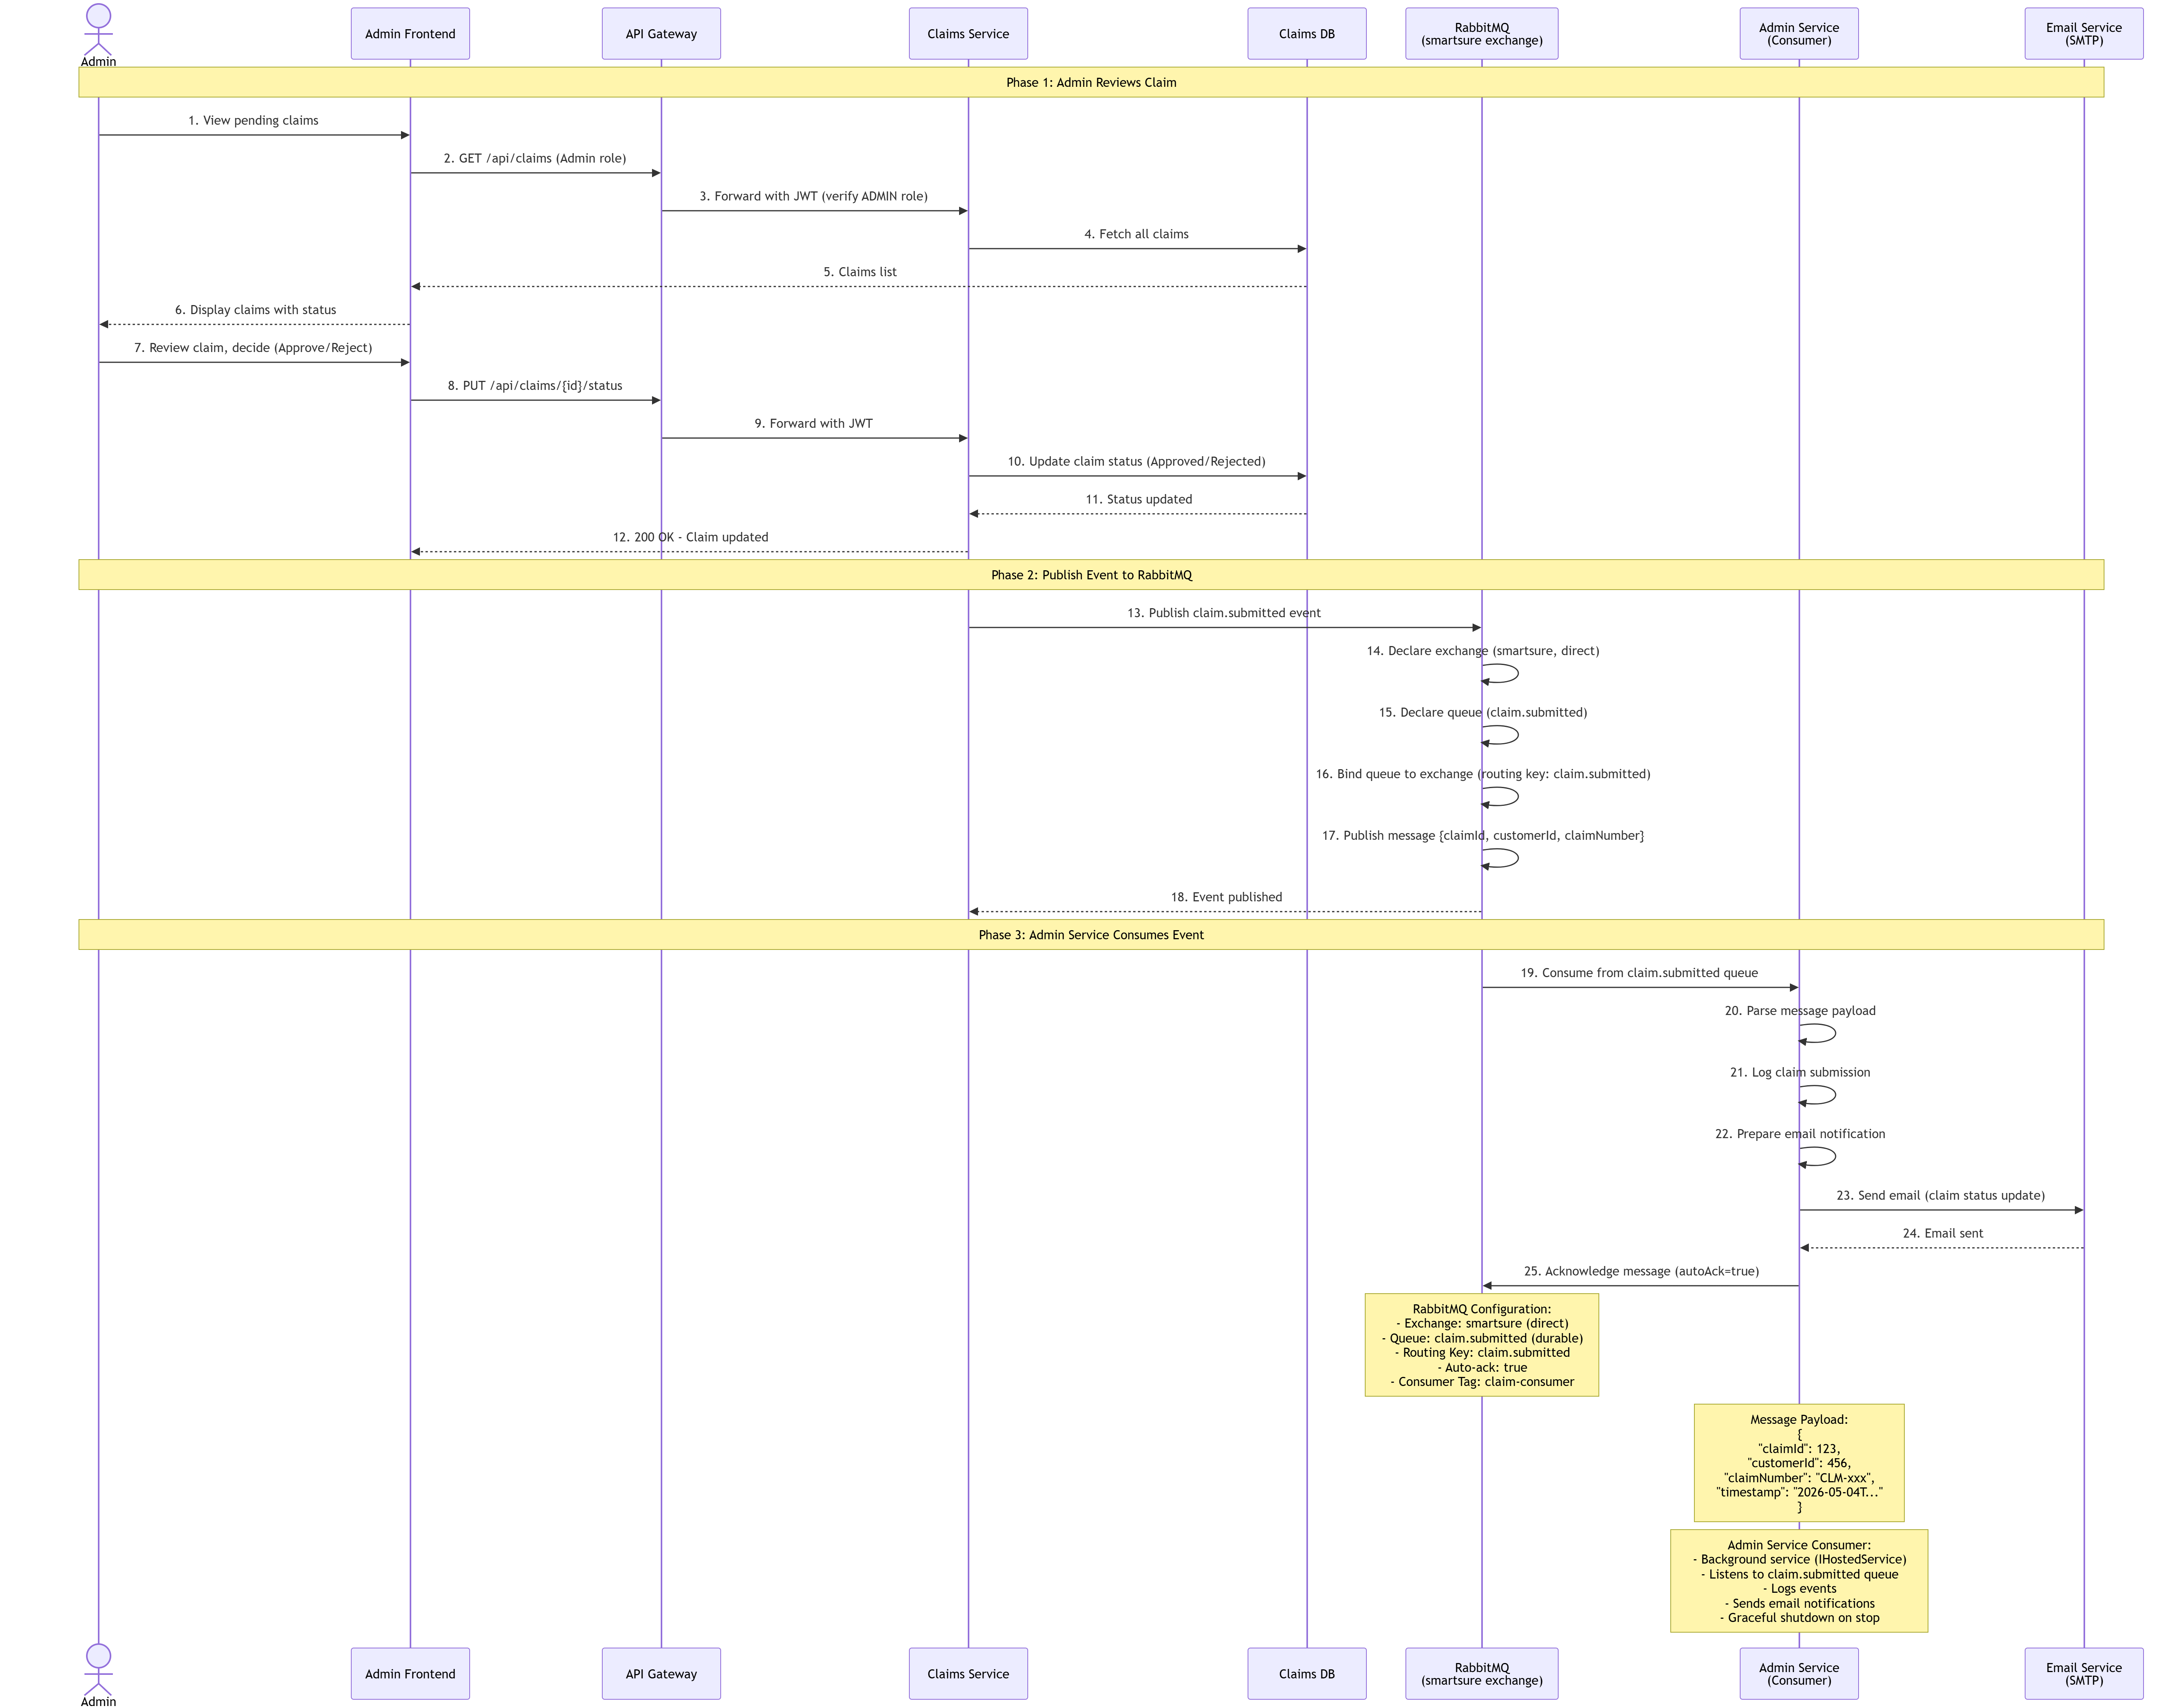 Admin
Admin Frontend
API Gateway
Claims Service
Claims DB
RabbitMQ
(smartsure exchange)
Admin Service
(Consumer)
Email Service
(SMTP)
Phase 1: Admin Reviews Claim
1. View pending claims
2. GET /api/claims (Admin role)
3. Forward with JWT (verify ADMIN role)
4. Fetch all claims
5. Claims list
6. Display claims with status
7. Review claim, decide (Approve/Reject)
8. PUT /api/claims/{id}/status
9. Forward with JWT
10. Update claim status (Approved/Rejected)
11. Status updated
12. 200 OK - Claim updated
Phase 2: Publish Event to RabbitMQ
13. Publish claim.submitted event
14. Declare exchange (smartsure, direct)
15. Declare queue (claim.submitted)
16. Bind queue to exchange (routing key: claim.submitted)
17. Publish message {claimId, customerId, claimNumber}
18. Event published
Phase 3: Admin Service Consumes Event
19. Consume from claim.submitted queue
20. Parse message payload
21. Log claim submission
22. Prepare email notification
23. Send email (claim status update)
24. Email sent
25. Acknowledge message (autoAck=true)
RabbitMQ Configuration:
- Exchange: smartsure (direct)
- Queue: claim.submitted (durable)
- Routing Key: claim.submitted
- Auto-ack: true
- Consumer Tag: claim-consumer
Message Payload:
{
"claimId": 123,
"customerId": 456,
"claimNumber": "CLM-xxx",
"timestamp": "2026-05-04T..."
}
Admin Service Consumer:
- Background service (IHostedService)
- Listens to claim.submitted queue
- Logs events
- Sends email notifications
- Graceful shutdown on stop
Admin
Admin Frontend
API Gateway
Claims Service
Claims DB
RabbitMQ
(smartsure exchange)
Admin Service
(Consumer)
Email Service
(SMTP)